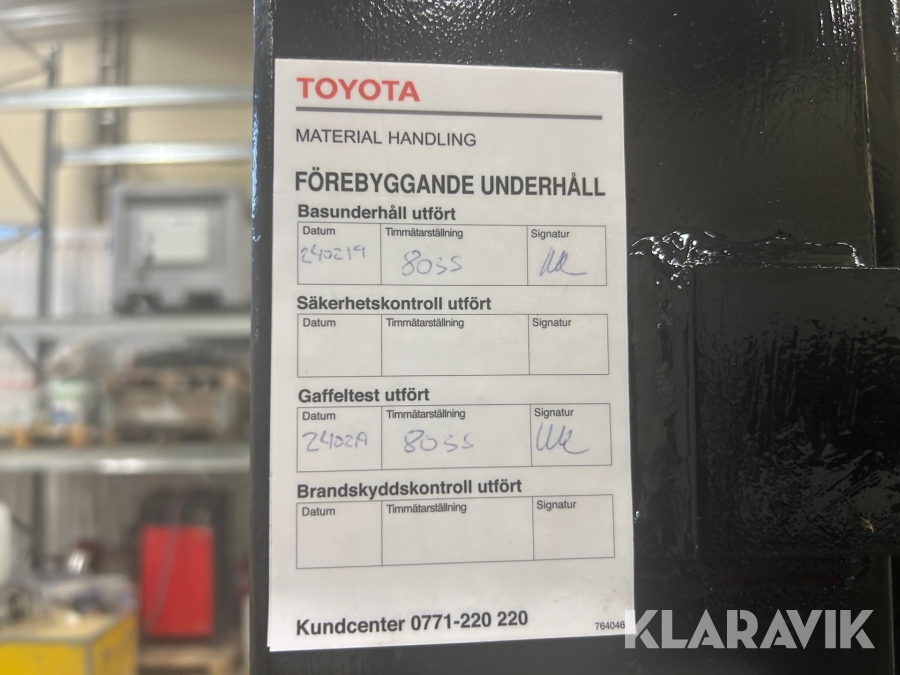 TOYOTA
MATERIAL HANDLING
FÖREBYGGANDE UNDERHÅLL
Basunderhåll utfört
Datum Timmätarställning Signatur
240219 8055
Säkerhetskontroll utfört
Datum Timmätarställning Signatur
Gaffeltest utfört
Datum Timmätarställning Signatur
240219 8055
Brandskyddskontroll utfört
Datum Timmätarställning Signatur
Kundcenter 0771-220 220
764046
KLARAVIK